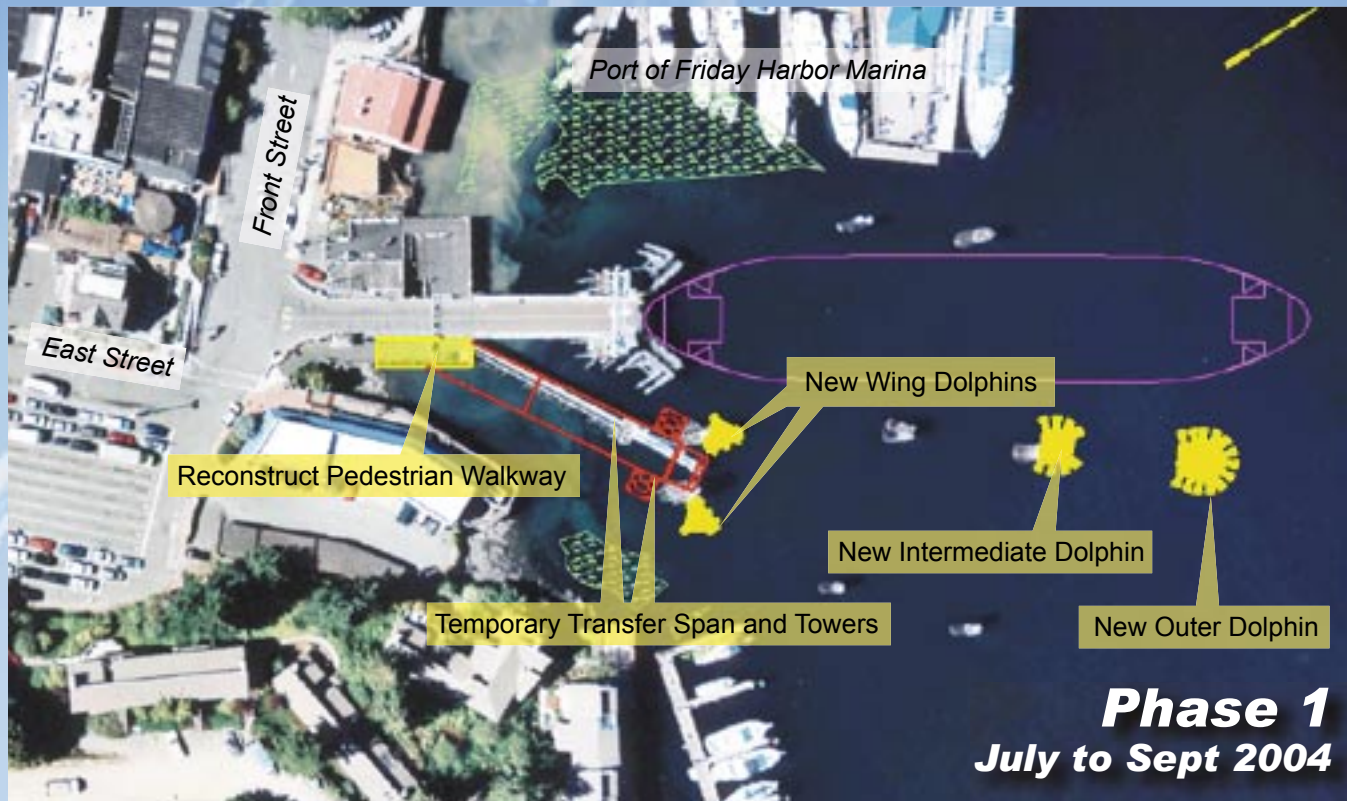 Port of Friday Harbor Marina
Front Street
East Street
New Wing Dolphins
Reconstruct Pedestrian Walkway
New Intermediate Dolphin
Temporary Transfer Span and Towers
New Outer Dolphin
Phase 1
July to Sept 2004